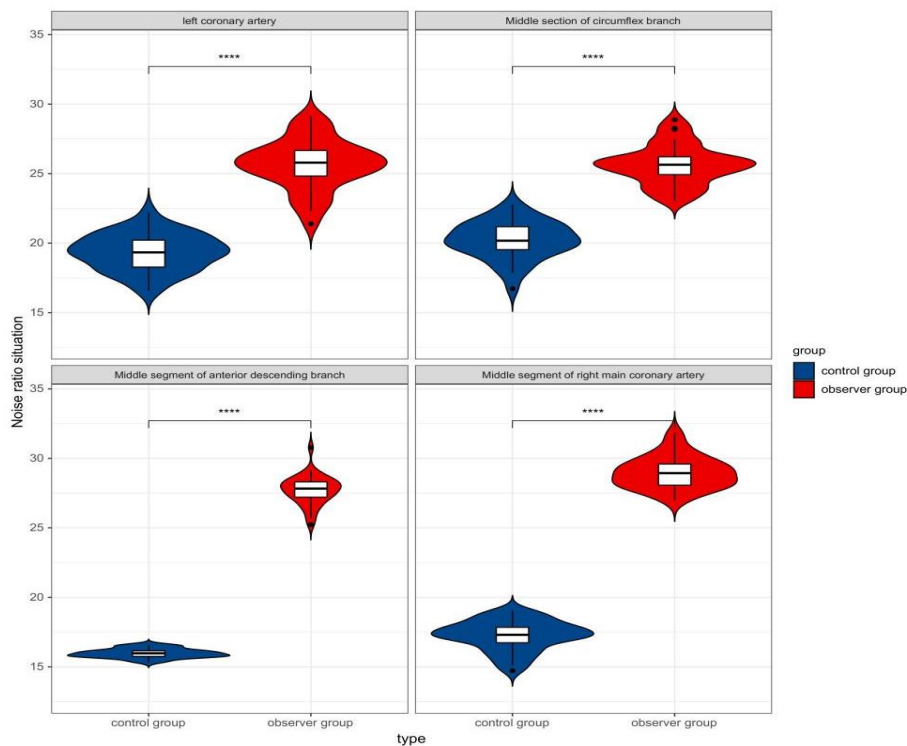 left coronary artery
Middle section of circumflex branch
35
****
****
30
25
20
15
Noise ratio situation
Middle segment of anterior descending branch
Middle segment of right main coronary artery
35
****
****
30
25
20
15
control group
observer group
control group
observer group
type
group
control group
observer group